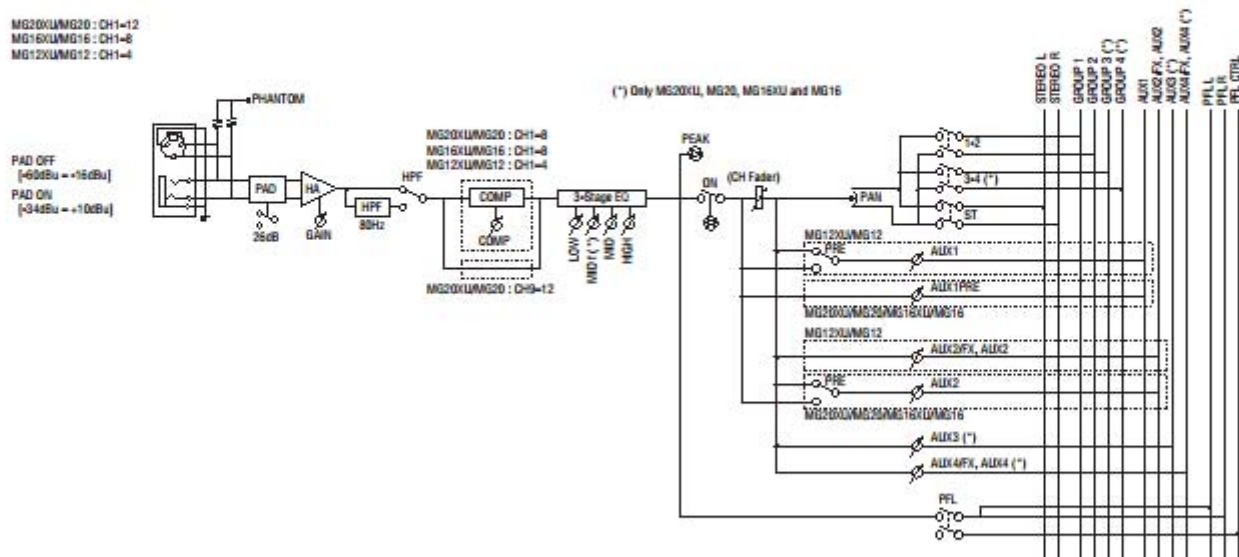 MG20XU/MG20 : CH1=12
MG16XU/MG16 : CH1=8
MG12XU/MG12 : CH1=4
PHANTOM
PAD OFF
[-60dBu - -16dBu]
PAD ON
[-34dBu - +10dBu]
PAD
26dB
HA
GAIN
HPF
HPF
80Hz
MG20XU/MG20 : CH1=8
MG16XU/MG16 : CH1=8
MG12XU/MG12 : CH1=4
COMP
COMP
MG20XU/MG20 : CH9=12
3-Stage EQ
LOW
MID f (*)
MID
HIGH
(*) Only MG20XU, MG20, MG16XU and MG16
PEAK
ON
(CH Fader)
PAN
STEREO L
STEREO R
GROUP 1
GROUP 2
GROUP 3 (*)
GROUP 4 (*)
AUX1
AUX2/FX, AUX2
AUX3 (*)
AUX4/FX, AUX4 (*)
PFL L
PFL R
PFL CTRL
1-2
3-4 (*)
ST
MG12XU/MG12
PRE
AUX1
AUX1PRE
MG20XU/MG20/MG16XU/MG16
MG12XU/MG12
AUX2/FX, AUX2
PRE
AUX2
MG20XU/MG20/MG16XU/MG16
AUX3 (*)
AUX4/FX, AUX4 (*)
PFL